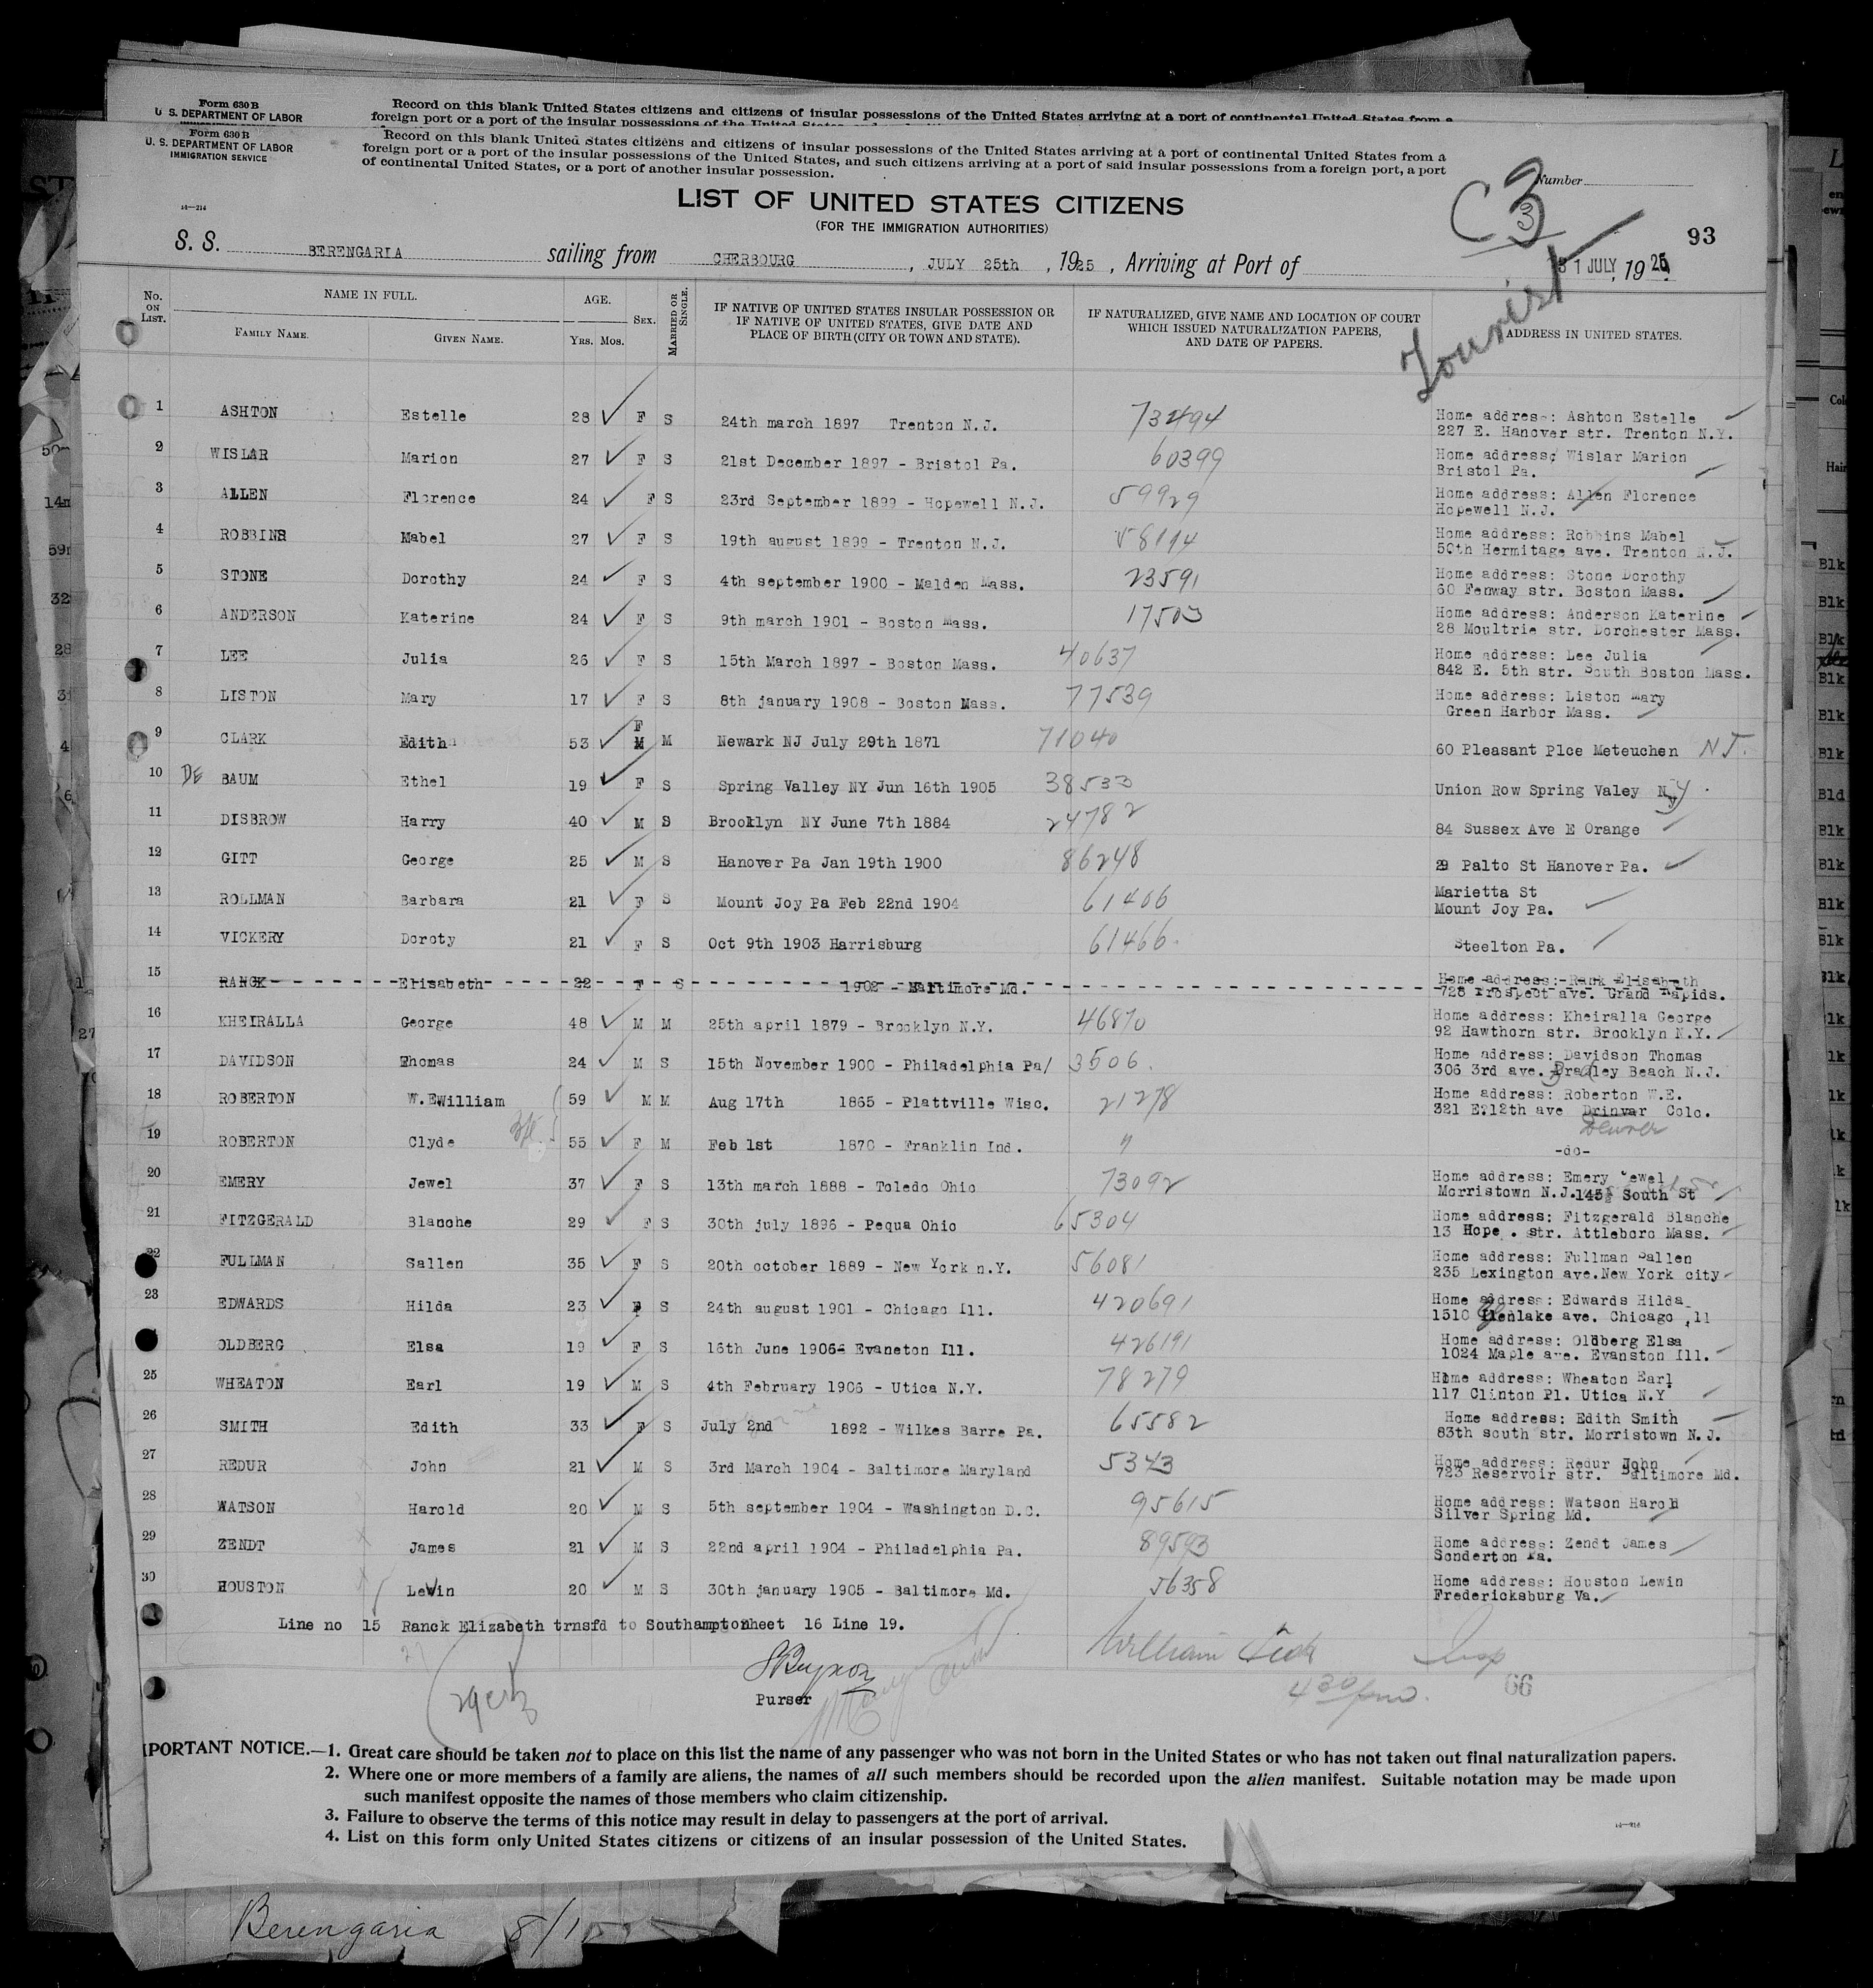 Form 630 B
U. S. DEPARTMENT OF LABOR
Record on this blank United States citizens and citizens of insular possessions of the United States arriving at a port of continental United States from a
foreign port or a port of the insular possessions of the United States
Form 630 B
U. S. DEPARTMENT OF LABOR
IMMIGRATION SERVICE
14—214
Record on this blank United States citizens and citizens of insular possessions of the United States arriving at a port of continental United States from a
foreign port or a port of the insular possessions of the United States, and such citizens arriving at a port of said insular possessions from a foreign port, a port
of continental United States, or a port of another insular possession.
Number
C3
3
93
LIST OF UNITED STATES CITIZENS
(FOR THE IMMIGRATION AUTHORITIES)
S. S. BERENGARIA sailing from CHERBOURG, JULY 25th, 1925, Arriving at Port of 31 JULY, 1925.
Tourist
No. ON LIST. NAME IN FULL. FAMILY NAME. GIVEN NAME. AGE. YRS. MOS. SEX. MARRIED OR SINGLE. IF NATIVE OF UNITED STATES INSULAR POSSESSION OR IF NATIVE OF UNITED STATES, GIVE DATE AND PLACE OF BIRTH (CITY OR TOWN AND STATE). IF NATURALIZED, GIVE NAME AND LOCATION OF COURT WHICH ISSUED NATURALIZATION PAPERS, AND DATE OF PAPERS. ADDRESS IN UNITED STATES.
1 ASHTON Estelle 28 ✓ F S 24th march 1897 Trenton N.J. 73494 Home address: Ashton Estelle
227 E. Hanover str. Trenton N.Y.
2 WISLAR Marion 27 ✓ F S 21st December 1897 - Bristol Pa. 60399 Home address; Wislar Marion
Bristol Pa.
3 ALLEN Florence 24 ✓ F S 23rd September 1899 - Hopewell N.J. 59929 Home address: Allen Florence
Hopewell N.J.
4 ROBBINS Mabel 27 ✓ F S 19th august 1899 - Trenton N.J. 58114 Home address: Robbins Mabel
50th Hermitage ave. Trenton N.J.
5 STONE Dorothy 24 ✓ F S 4th september 1900 - Malden Mass. 23591 Home address: Stone Dorothy
60 Fenway str. Boston Mass.
6 ANDERSON Katerine 24 ✓ F S 9th march 1901 - Boston Mass. 17503 Home address: Anderson Katerine
28 Moultrie str. Dorchester Mass.
7 LEE Julia 26 ✓ F S 15th March 1897 - Boston Mass. 40637 Home address: Lee Julia
842 E. 5th str. South Boston Mass.
8 LISTON Mary 17 ✓ F S 8th january 1908 - Boston Mass. 77539 Home address: Liston Mary
Green Harbor Mass.
9 CLARK Edith 53 ✓ F M Newark NJ July 29th 1871 71040 60 Pleasant Plce Meteuchen NJ.
10 DE BAUM Ethel 19 ✓ F S Spring Valley NY Jun 16th 1905 38533 Union Row Spring Valey Ny
11 DISBROW Harry 40 ✓ M S Brooklyn NY June 7th 1884 24782 84 Sussex Ave E Orange
12 GITT George 25 ✓ M S Hanover Pa Jan 19th 1900 86248 29 Palto St Hanover Pa.
13 ROLLMAN Barbara 21 ✓ F S Mount Joy Pa Feb 22nd 1904 61406 Marietta St
Mount Joy Pa.
14 VICKERY Doroty 21 ✓ F S Oct 9th 1903 Harrisburg 61466. Steelton Pa.
15 RANCK Elisabeth 22 F S 1902 - Baltimore Md. Home address: Rank Elisabeth
728 Prospect ave. Grand Rapids.
16 KHEIRALLA George 48 ✓ M M 25th april 1879 - Brooklyn N.Y. 46870 Home address: Kheiralla George
92 Hawthorn str. Brooklyn N.Y.
17 DAVIDSON Thomas 24 ✓ M S 15th November 1900 - Philadelphia Pa/ 3506. Home address: Davidson Thomas
306 3rd ave. Bradley Beach N.J.
18 ROBERTON W.EWilliam 59 ✓ M M Aug 17th 1865 - Plattville Wisc. 21278 Home address: Roberton W.E.
321 E.12th ave Drinvar Colo.
Denver
19 ROBERTON Clyde 55 ✓ F M Feb 1st 1870 - Franklin Ind. " -do-
20 EMERY Jewel 37 ✓ F S 13th march 1888 - Toledo Ohio 73092 Home address: Emery Jewel
Morristown N.J. 145 South St
21 FITZGERALD Blanche 29 ✓ F S 30th july 1896 - Pequa Ohio 65304 Home address: Fitzgerald Blanche
13 Hope . str. Attleboro Mass.
22 FULLMAN Sallen 35 ✓ F S 20th october 1889 - New York n.Y. 56081 Home address: Fullman Sallen
235 Lexington ave.New York city
23 EDWARDS Hilda 23 ✓ F S 24th august 1901 - Chicago Ill. 420691 Home address: Edwards Hilda
1510 Glenlake ave. Chicago ,ll
OLDBERG Elsa 19 ✓ F S 16th June 1906- Evaneton Ill. 426191 Home address: Oldberg Elsa
1024 Maple ave. Evanston Ill.
25 WHEATON Earl 19 ✓ M S 4th February 1906 - Utica N.Y. 78279 Home address: Wheaton Earl
117 Clinton Pl. Utica N.Y
26 SMITH Edith 33 ✓ F S July 2nd 1892 - Wilkes Barre Pa. 65582 Home address: Edith Smith
83th south str. Morristown N.J.
27 REDUR John 21 ✓ M S 3rd March 1904 - Baltimore Maryland 5343 Home address: Redur John
723 Reservoir str. Baltimore Md.
28 WATSON Harold 20 ✓ M S 5th september 1904 - Washington D.C. 95615 Home address: Watson Harold
Silver Spring Md.
29 ZENDT James 21 ✓ M S 22nd april 1904 - Philadelphia Pa. 89593 Home address: Zendt James
Sonderton Pa.
30 HOUSTON Lewin 20 ✓ M S 30th january 1905 - Baltimore Md. 56358 Home address: Houston Lewin
Fredericksburg Va.
Line no 15 Ranck Elizabeth trnsfd to Southampton sheet 16 Line 19.
Purser
William
Insp
4 30 pm.
66
IMPORTANT NOTICE.—1. Great care should be taken not to place on this list the name of any passenger who was not born in the United States or who has not taken out final naturalization papers.
2. Where one or more members of a family are aliens, the names of all such members should be recorded upon the alien manifest. Suitable notation may be made upon
such manifest opposite the names of those members who claim citizenship.
3. Failure to observe the terms of this notice may result in delay to passengers at the port of arrival.
4. List on this form only United States citizens or citizens of an insular possession of the United States.
Berengaria 8/1